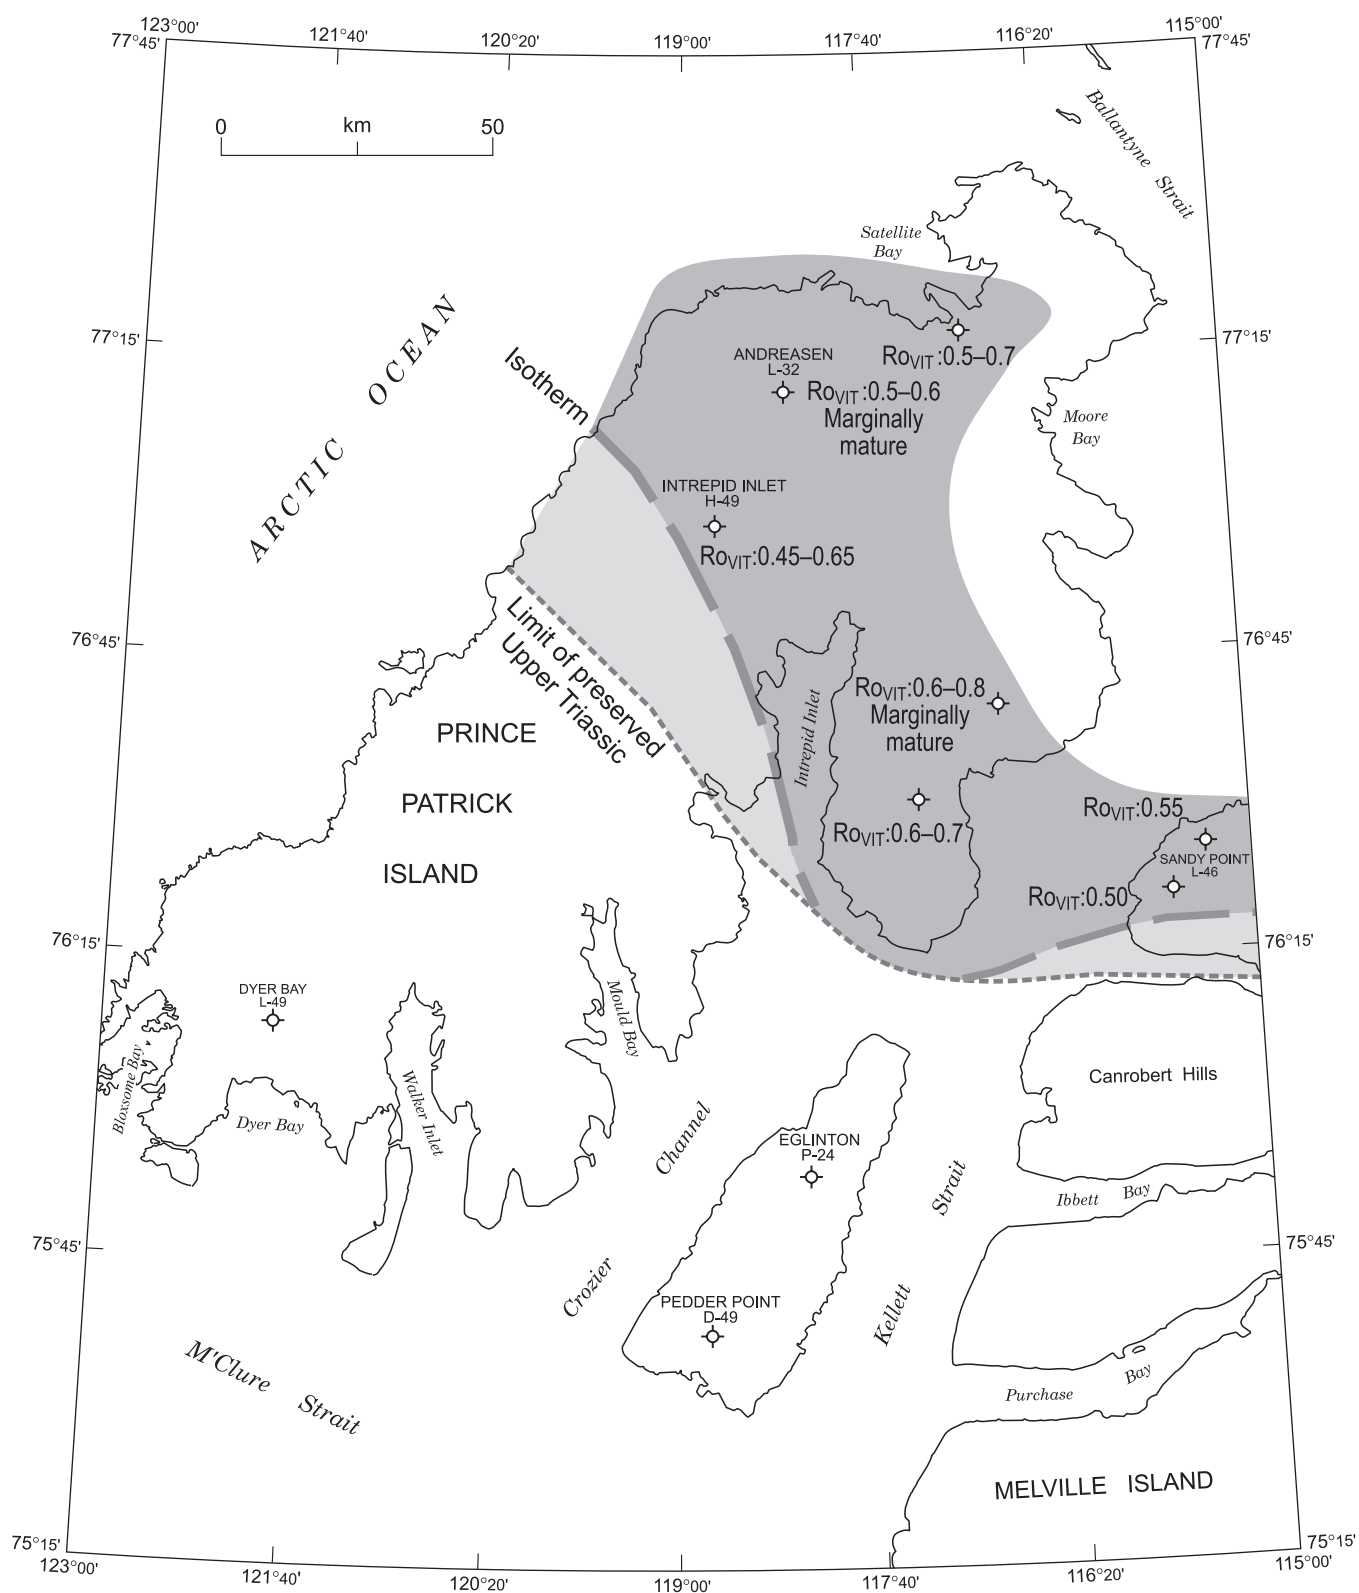 123°00'
121°40'
120°20'
119°00'
117°40'
116°20'
115°00'
77°45'
77°45'
0 km 50
Ballantyne Strait
Satellite
Bay
ARCTIC OCEAN
77°15'
77°15'
Isotherm
ANDREASEN
L-32
RoVIT:0.5–0.7
RoVIT:0.5–0.6
Marginally
mature
Moore
Bay
INTREPID INLET
H-49
RoVIT:0.45–0.65
76°45'
76°45'
Limit of preserved
Upper Triassic
Intrepid Inlet
RoVIT:0.6–0.8
Marginally
mature
PRINCE
PATRICK
ISLAND
RoVIT:0.6–0.7
RoVIT:0.55
SANDY POINT
L-46
RoVIT:0.50
76°15'
76°15'
DYER BAY
L-49
Mould Bay
Bloxsome Bay
Dyer Bay
Walker Inlet
Canrobert Hills
Crozier Channel
EGLINTON
P-24
Kellett Strait
Ibbett Bay
75°45'
75°45'
PEDDER POINT
D-49
M'Clure Strait
Purchase Bay
MELVILLE ISLAND
75°15'
75°15'
123°00'
121°40'
120°20'
119°00'
117°40'
116°20'
115°00'